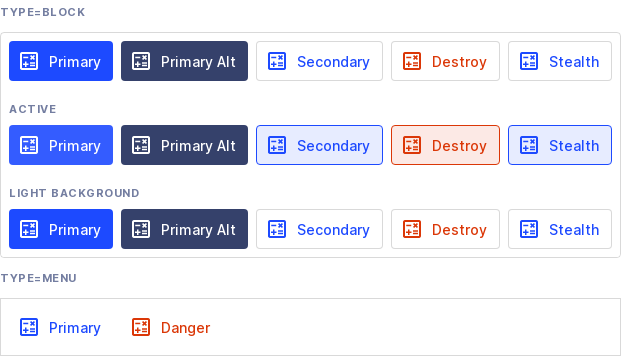 TYPE=BLOCK
Primary Primary Alt Secondary Destroy Stealth
ACTIVE
Primary Primary Alt Secondary Destroy Stealth
LIGHT BACKGROUND
Primary Primary Alt Secondary Destroy Stealth
TYPE=MENU
Primary Danger